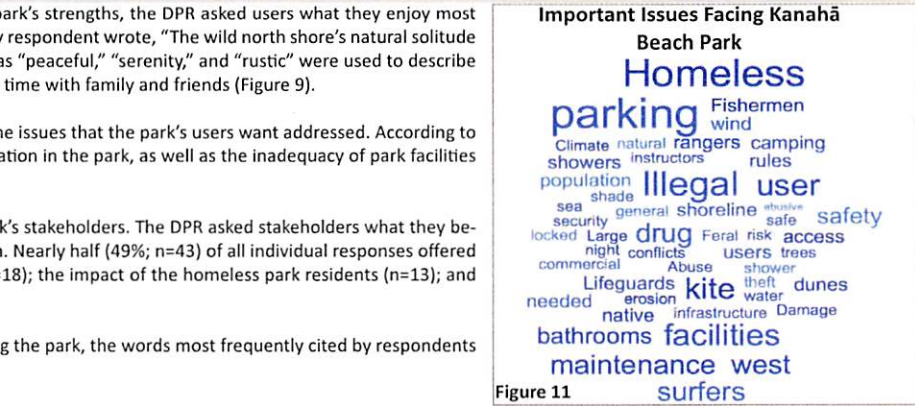 park's strengths, the DPR asked users what they enjoy most
y respondent wrote, "The wild north shore's natural solitude
as "peaceful," "serenity," and "rustic" were used to describe
time with family and friends (Figure 9).
ne issues that the park's users want addressed. According to
ation in the park, as well as the inadequacy of park facilities
k's stakeholders. The DPR asked stakeholders what they be-
n. Nearly half (49%; n=43) of all individual responses offered
=18); the impact of the homeless park residents (n=13); and
g the park, the words most frequently cited by respondents
Important Issues Facing Kanahā
Beach Park
Homeless
parking Fishermen
wind
Climate natural rangers camping
showers instructors rules
population Illegal user
shade
sea general shoreline abusive safety
security safe
locked Large drug Feral risk access
night conflicts users trees
commercial Abuse shower
Lifeguards kite theft dunes
needed erosion water
native infrastructure Damage
bathrooms facilities
maintenance west
Figure 11 surfers